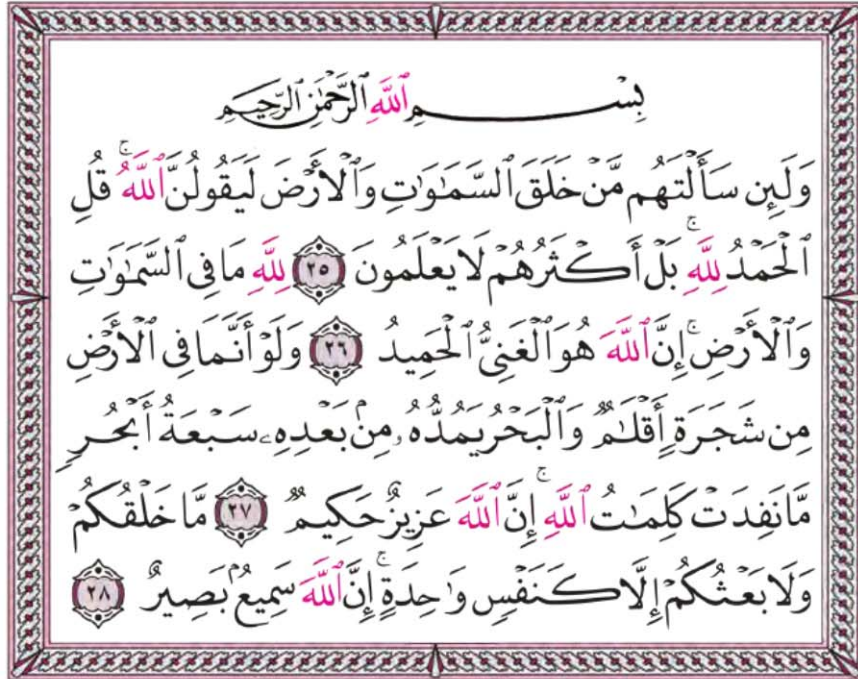 بِسْمِ ٱللَّهِ ٱلرَّحْمَٰنِ ٱلرَّحِيمِ
وَلَئِن سَأَلْتَهُم مَّنْ خَلَقَ ٱلسَّمَٰوَٰتِ وَٱلْأَرْضَ لَيَقُولُنَّ ٱللَّهُ ۚ قُلِ
ٱلْحَمْدُ لِلَّهِ ۚ بَلْ أَكْثَرُهُمْ لَا يَعْلَمُونَ ٢٥ لِلَّهِ مَا فِى ٱلسَّمَٰوَٰتِ
وَٱلْأَرْضِ ۚ إِنَّ ٱللَّهَ هُوَ ٱلْغَنِىُّ ٱلْحَمِيدُ ٢٦ وَلَوْ أَنَّمَا فِى ٱلْأَرْضِ
مِن شَجَرَةٍ أَقْلَٰمٌ وَٱلْبَحْرُ يَمُدُّهُۥ مِنۢ بَعْدِهِۦ سَبْعَةُ أَبْحُرٍ
مَّا نَفِدَتْ كَلِمَٰتُ ٱللَّهِ ۚ إِنَّ ٱللَّهَ عَزِيزٌ حَكِيمٌ ٢٧ مَّا خَلْقُكُمْ
وَلَا بَعْثُكُمْ إِلَّا كَنَفْسٍ وَٰحِدَةٍ ۚ إِنَّ ٱللَّهَ سَمِيعٌۢ بَصِيرٌ ٢٨